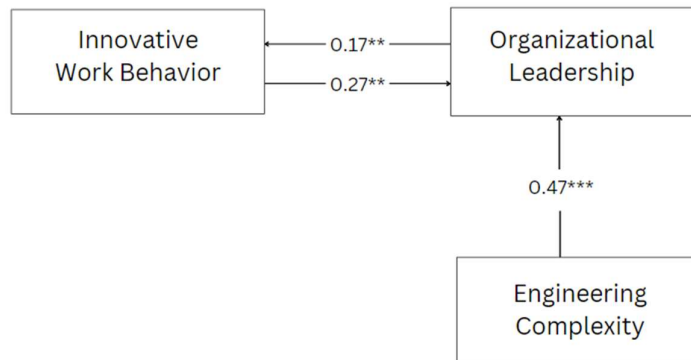 Innovative
Work Behavior
0.17**
0.27**
Organizational
Leadership
0.47***
Engineering
Complexity